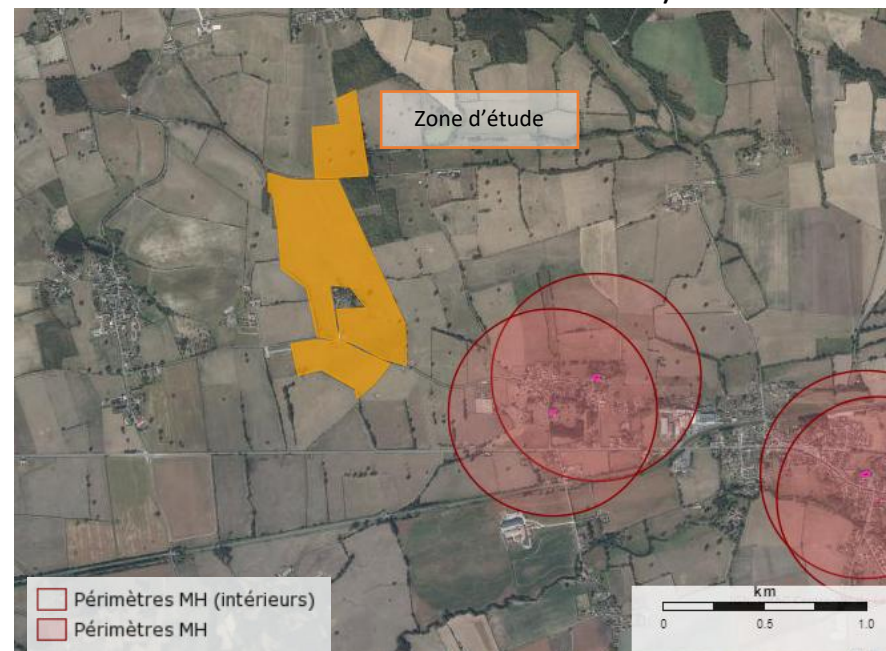 Zone d'étude
Périmètres MH (intérieurs)
Périmètres MH
km
0 0.5 1.0